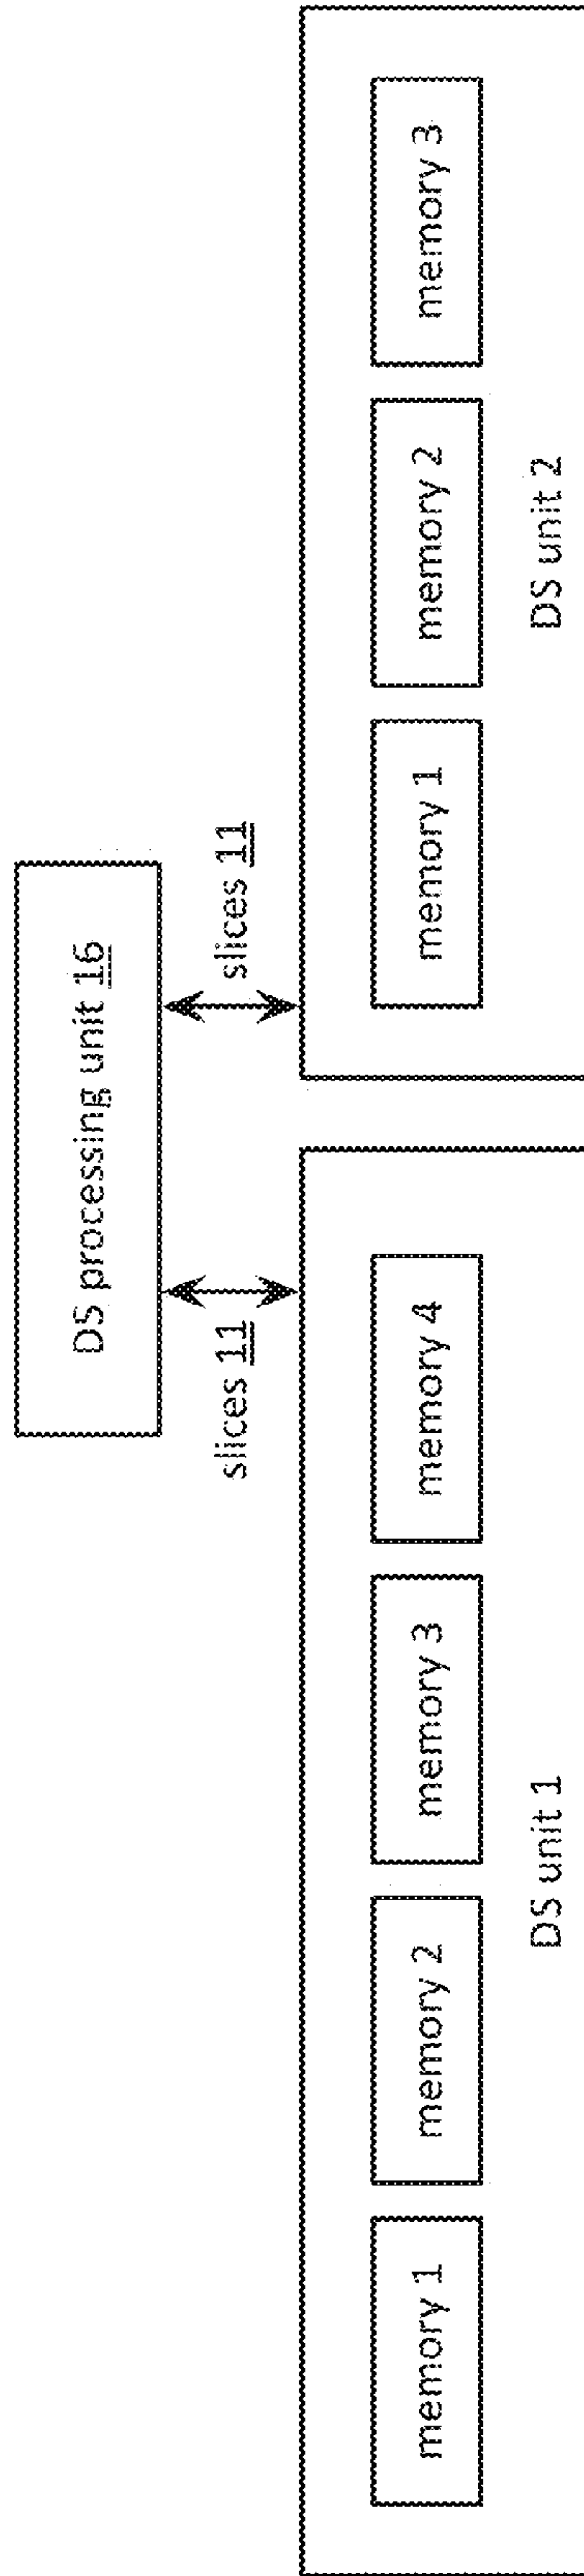 DS processing unit 16
slices 11
slices 11
memory 1
memory 2
memory 3
memory 4
DS unit 1
memory 1
memory 2
memory 3
DS unit 2